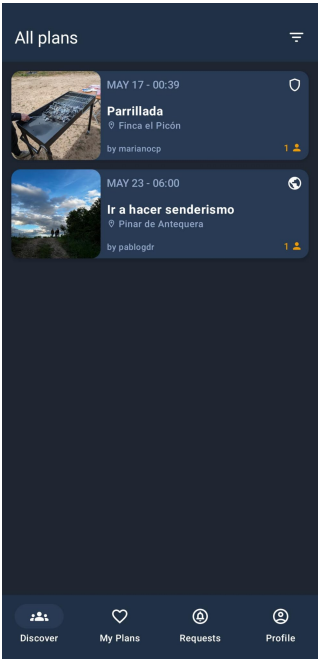 All plans
MAY 17 - 00:39
Parrillada
Finca el Picón
by marianocp
1
MAY 23 - 06:00
Ir a hacer senderismo
Pinar de Antequera
by pablogdr
1
Discover
My Plans
Requests
Profile